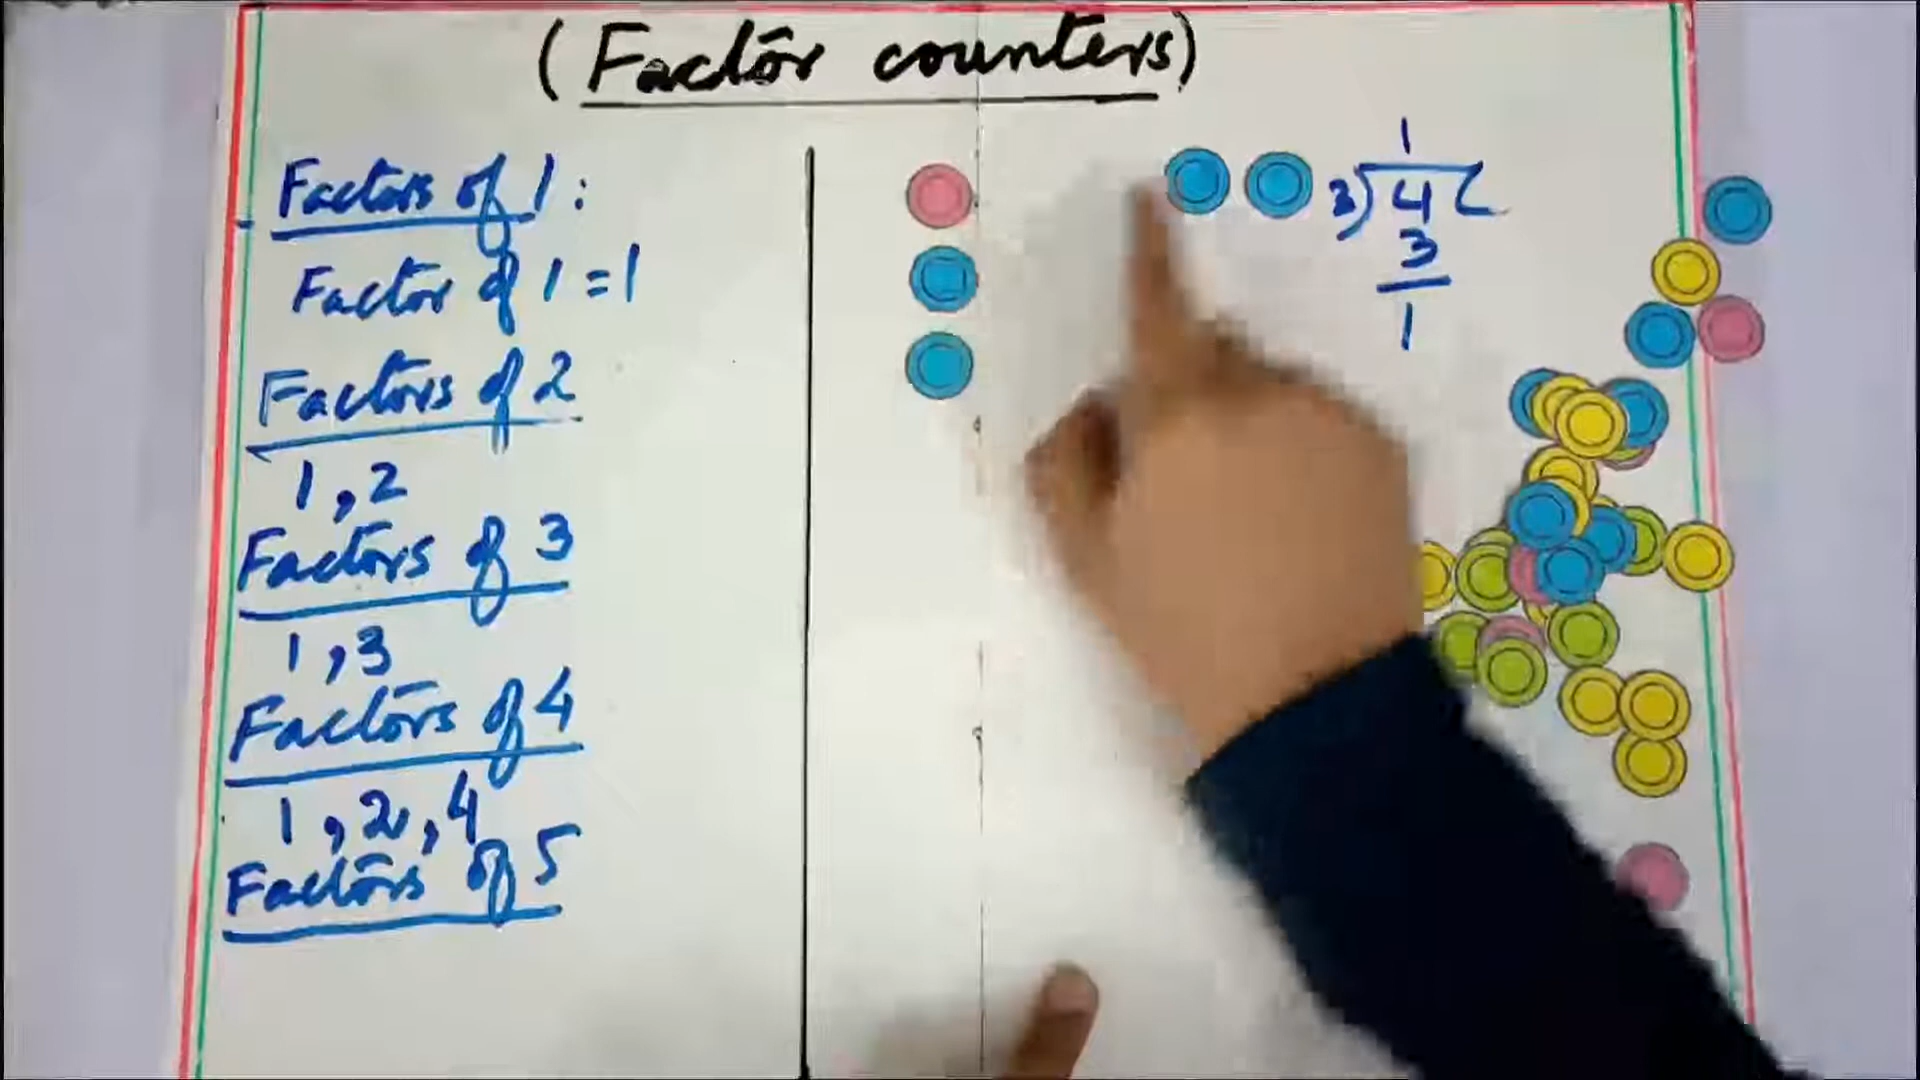 (Factor counters)
Factors of 1:
Factor of 1 = 1
Factors of 2
1, 2
Factors of 3
1, 3
Factors of 4
1, 2, 4
Factors of 5
1
3)4(
3
1